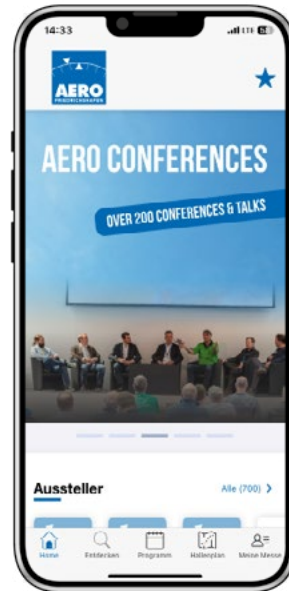 14:33
LTE
AERO
FRIEDRICHSHAFEN
AERO CONFERENCES
OVER 200 CONFERENCES & TALKS
Aussteller
Alle (700)
Home
Entdecken
Programm
Hallenplan
Meine Messe